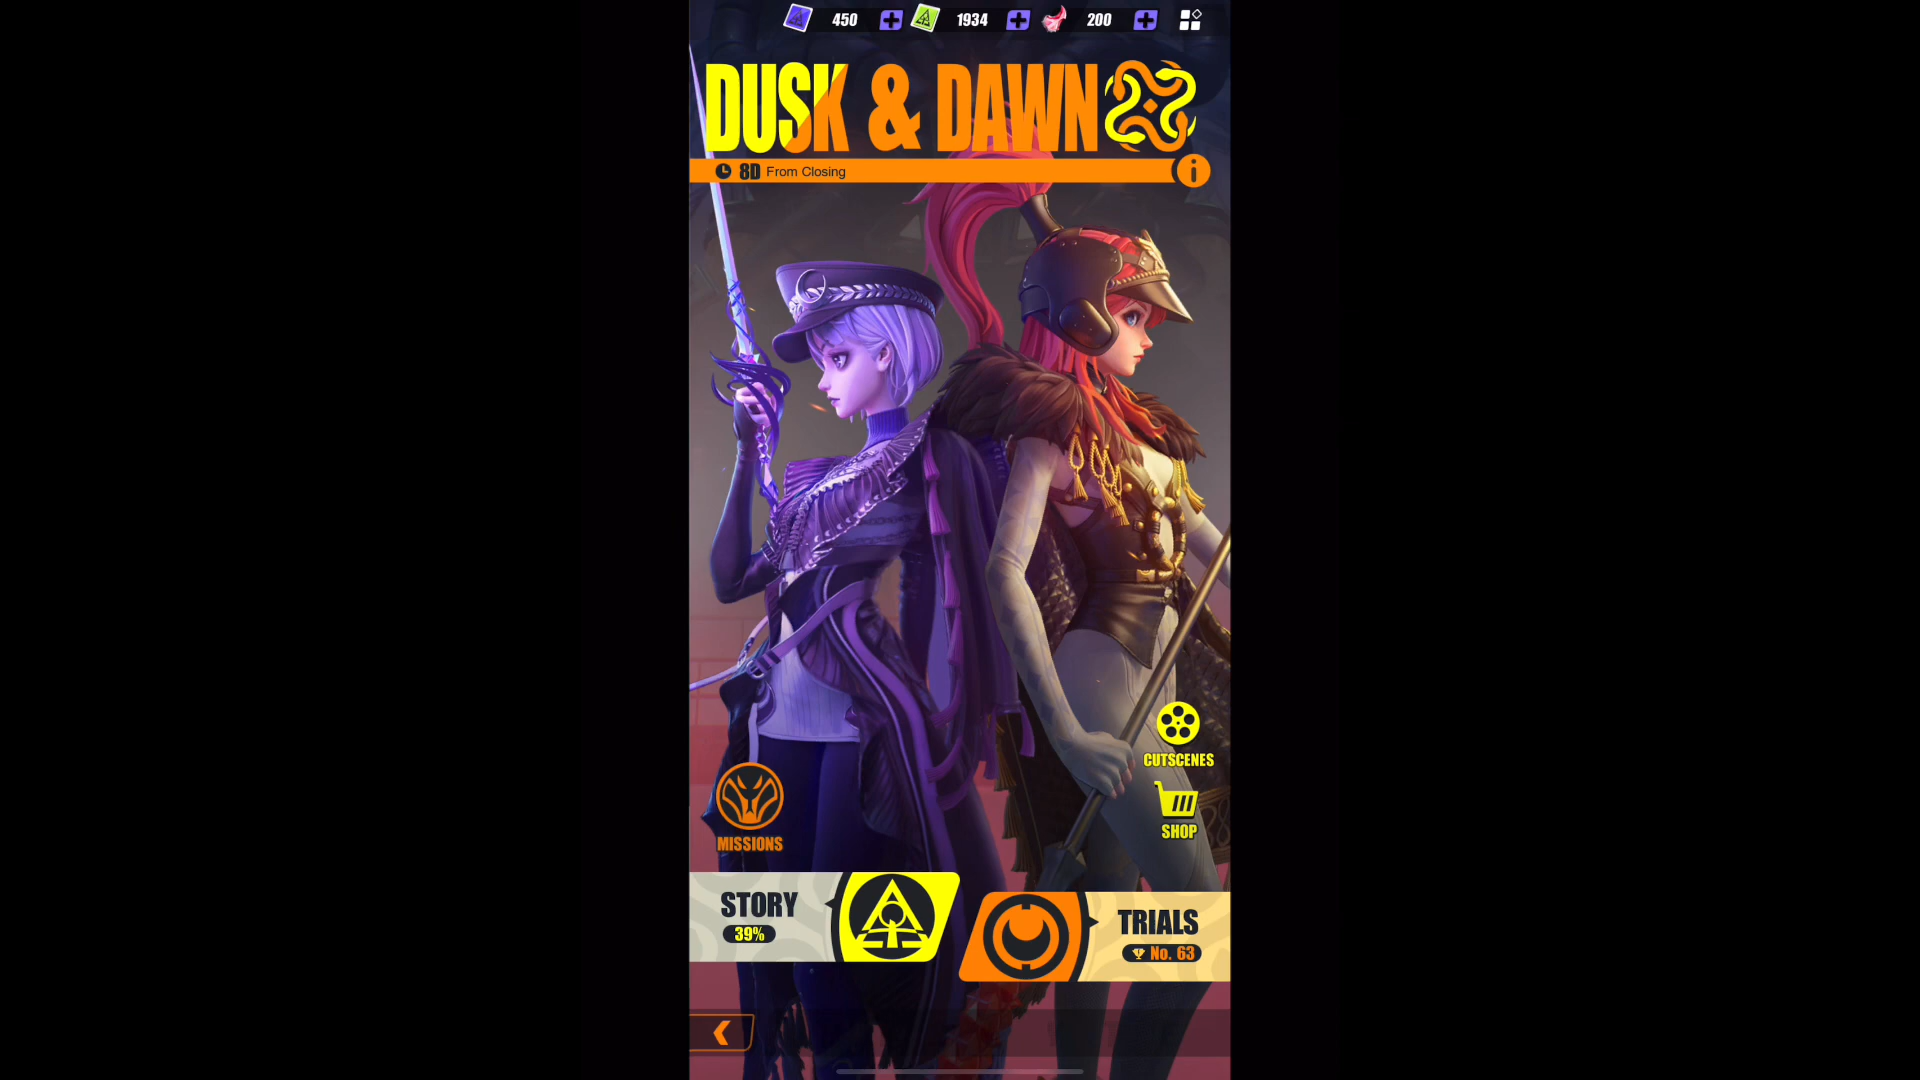 450 1934 200
DUSK & DAWN
8D From Closing
CUTSCENES
SHOP
MISSIONS
STORY
39%
TRIALS
No. 63